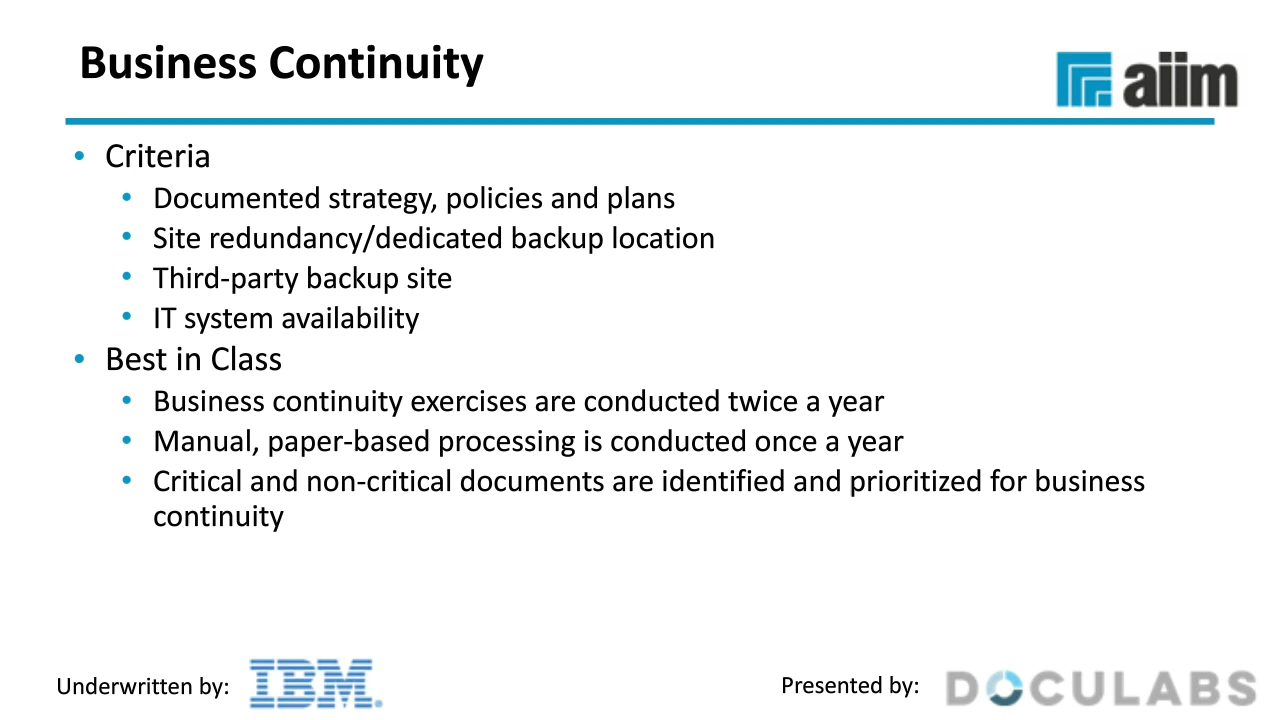 Business Continuity
aiim
• Criteria
• Documented strategy, policies and plans
• Site redundancy/dedicated backup location
• Third-party backup site
• IT system availability
• Best in Class
• Business continuity exercises are conducted twice a year
• Manual, paper-based processing is conducted once a year
• Critical and non-critical documents are identified and prioritized for business
continuity
Underwritten by:
IBM®
Presented by:
DOCULABS